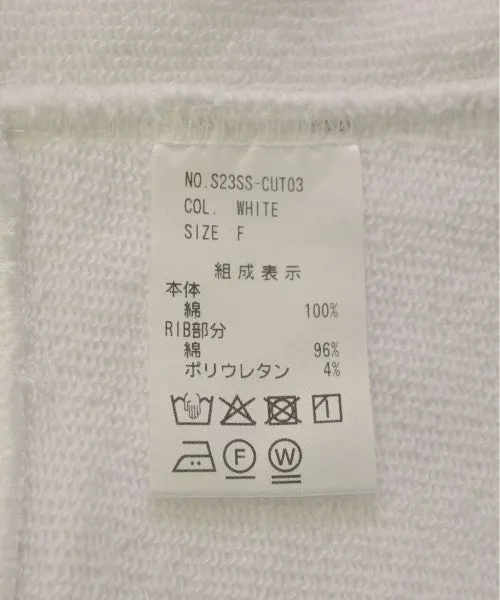 NO.S23SS-CUT03
COL. WHITE
SIZE F
組成表示
本体
綿 100%
RIB部分
綿 96%
ポリウレタン 4%
F W